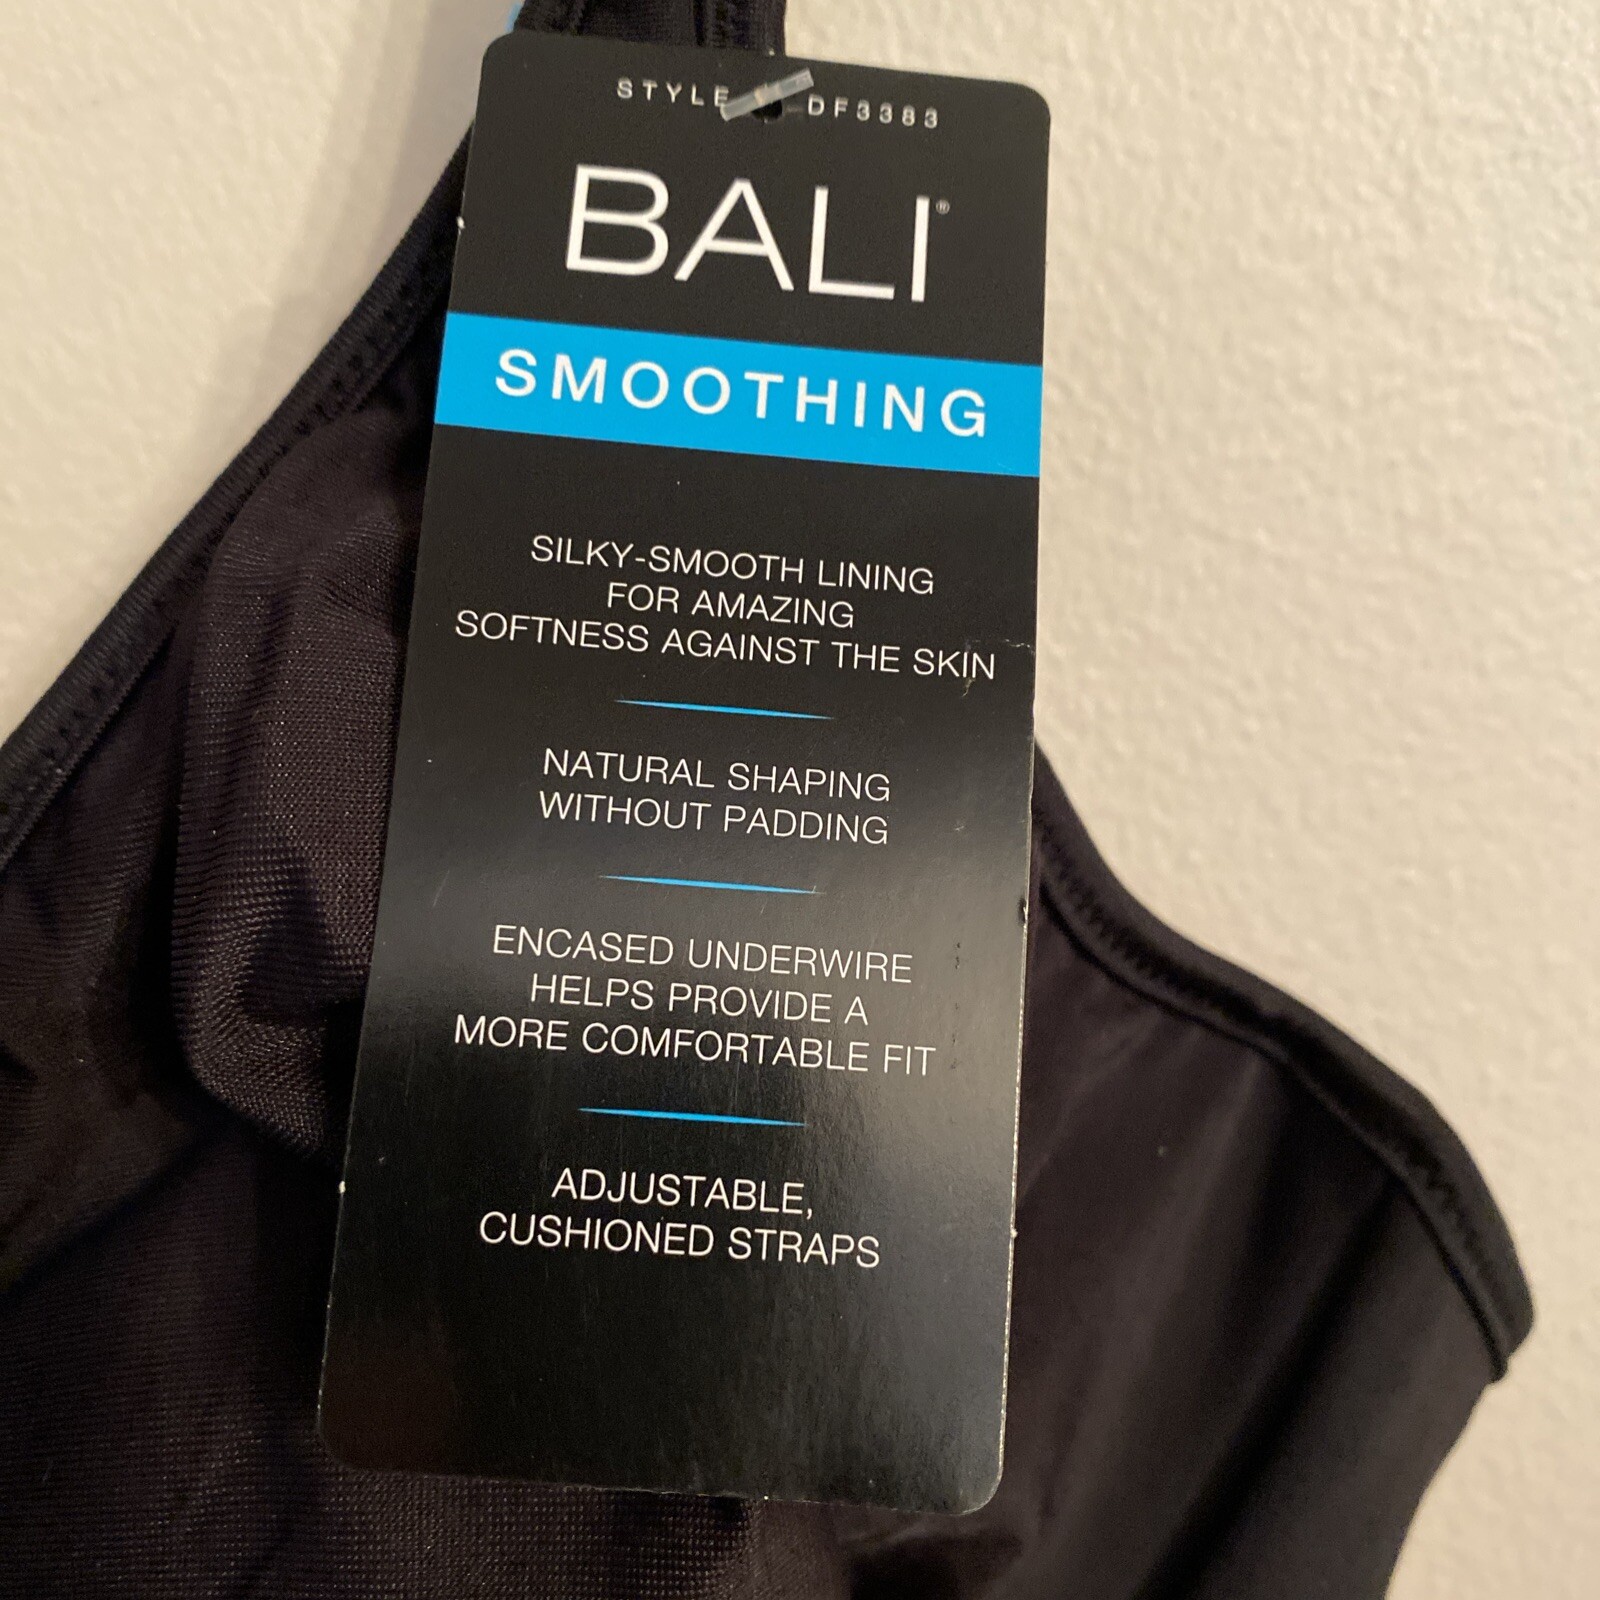 STYLE DF3383
BALI®
SMOOTHING
SILKY-SMOOTH LINING
FOR AMAZING
SOFTNESS AGAINST THE SKIN
NATURAL SHAPING
WITHOUT PADDING
ENCASED UNDERWIRE
HELPS PROVIDE A
MORE COMFORTABLE FIT
ADJUSTABLE,
CUSHIONED STRAPS